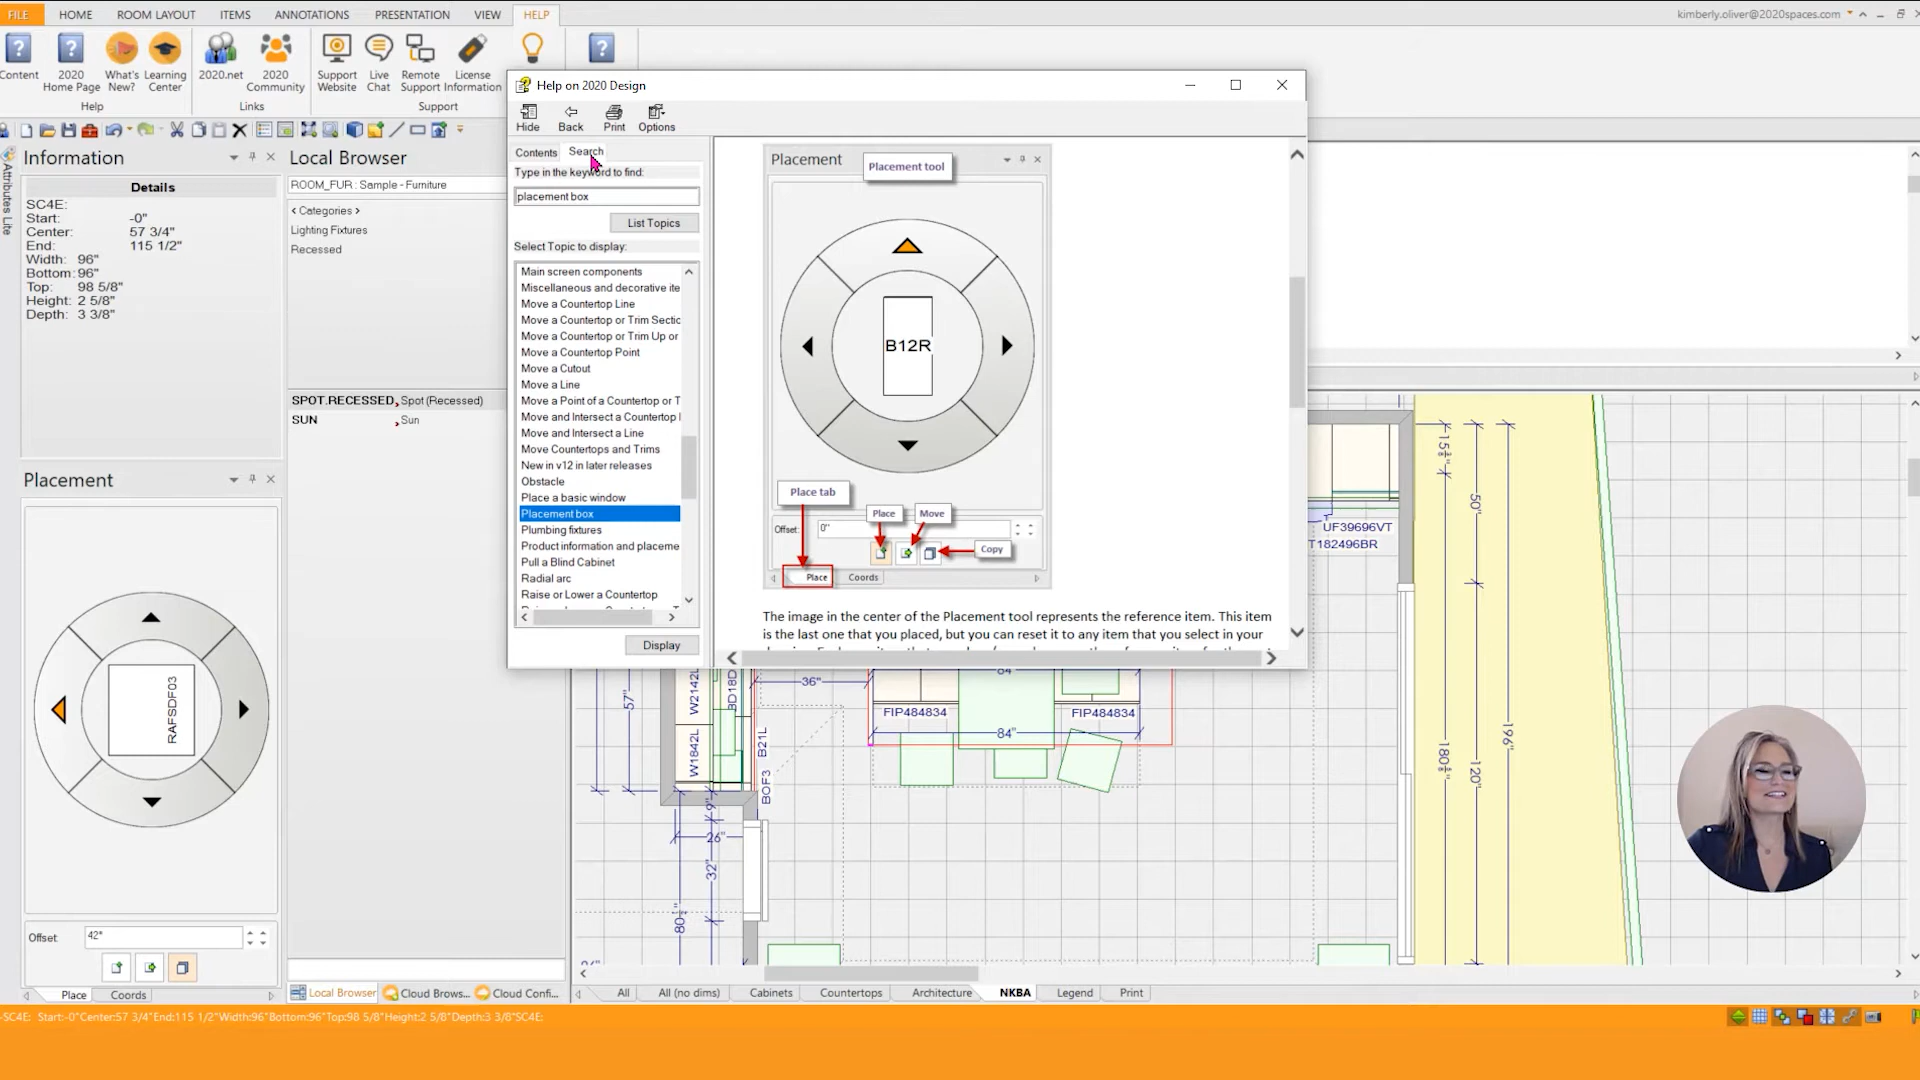 FILE HOME ROOM LAYOUT ITEMS ANNOTATIONS PRESENTATION VIEW HELP
kimberly.oliver@2020spaces.com
Content
2020 Home Page
What's New?
Learning Center
2020.net
2020 Community
Support Website
Live Chat
Remote Support
License Information
Help Links Support
Attributes Lite
Information
Details
SC4E:
Start: -0"
Center: 57 3/4"
End: 115 1/2"
Width: 96"
Bottom: 96"
Top: 98 5/8"
Height: 2 5/8"
Depth: 3 3/8"
Placement
RAFSDF03
Offset: 42"
Place Coords
Local Browser
ROOM_FUR : Sample - Furniture
< Categories >
Lighting Fixtures
Recessed
SPOT.RECESSED, Spot (Recessed)
SUN , Sun
Local Browser Cloud Brows... Cloud Confi...
Help on 2020 Design
Hide Back Print Options
Contents Search
Type in the keyword to find:
placement box
List Topics
Select Topic to display:
Main screen components
Miscellaneous and decorative ite
Move a Countertop Line
Move a Countertop or Trim Sectic
Move a Countertop or Trim Up or
Move a Countertop Point
Move a Cutout
Move a Line
Move a Point of a Countertop or T
Move and Intersect a Countertop l
Move and Intersect a Line
Move Countertops and Trims
New in v12 in later releases
Obstacle
Place a basic window
Placement box
Plumbing fixtures
Product information and placeme
Pull a Blind Cabinet
Radial arc
Raise or Lower a Countertop
Display
Placement
Placement tool
B12R
Place tab
Place
Move
Copy
Offset: 0"
Place Coords
The image in the center of the Placement tool represents the reference item. This item
is the last one that you placed, but you can reset it to any item that you select in your
57"
W2142L
BD18D
W1842L
B21L
BOF3
36"
84"
FIP484834
FIP484834
84"
9"
26"
32"
80
UF39696VT
T182496BR
15
50"
196"
180
120"
All All (no dims) Cabinets Countertops Architecture NKBA Legend Print
-SC4E: Start:-0"Center:57 3/4"End:115 1/2"Width:96"Bottom:96"Top:98 5/8"Height:2 5/8"Depth:3 3/8"SC4E: